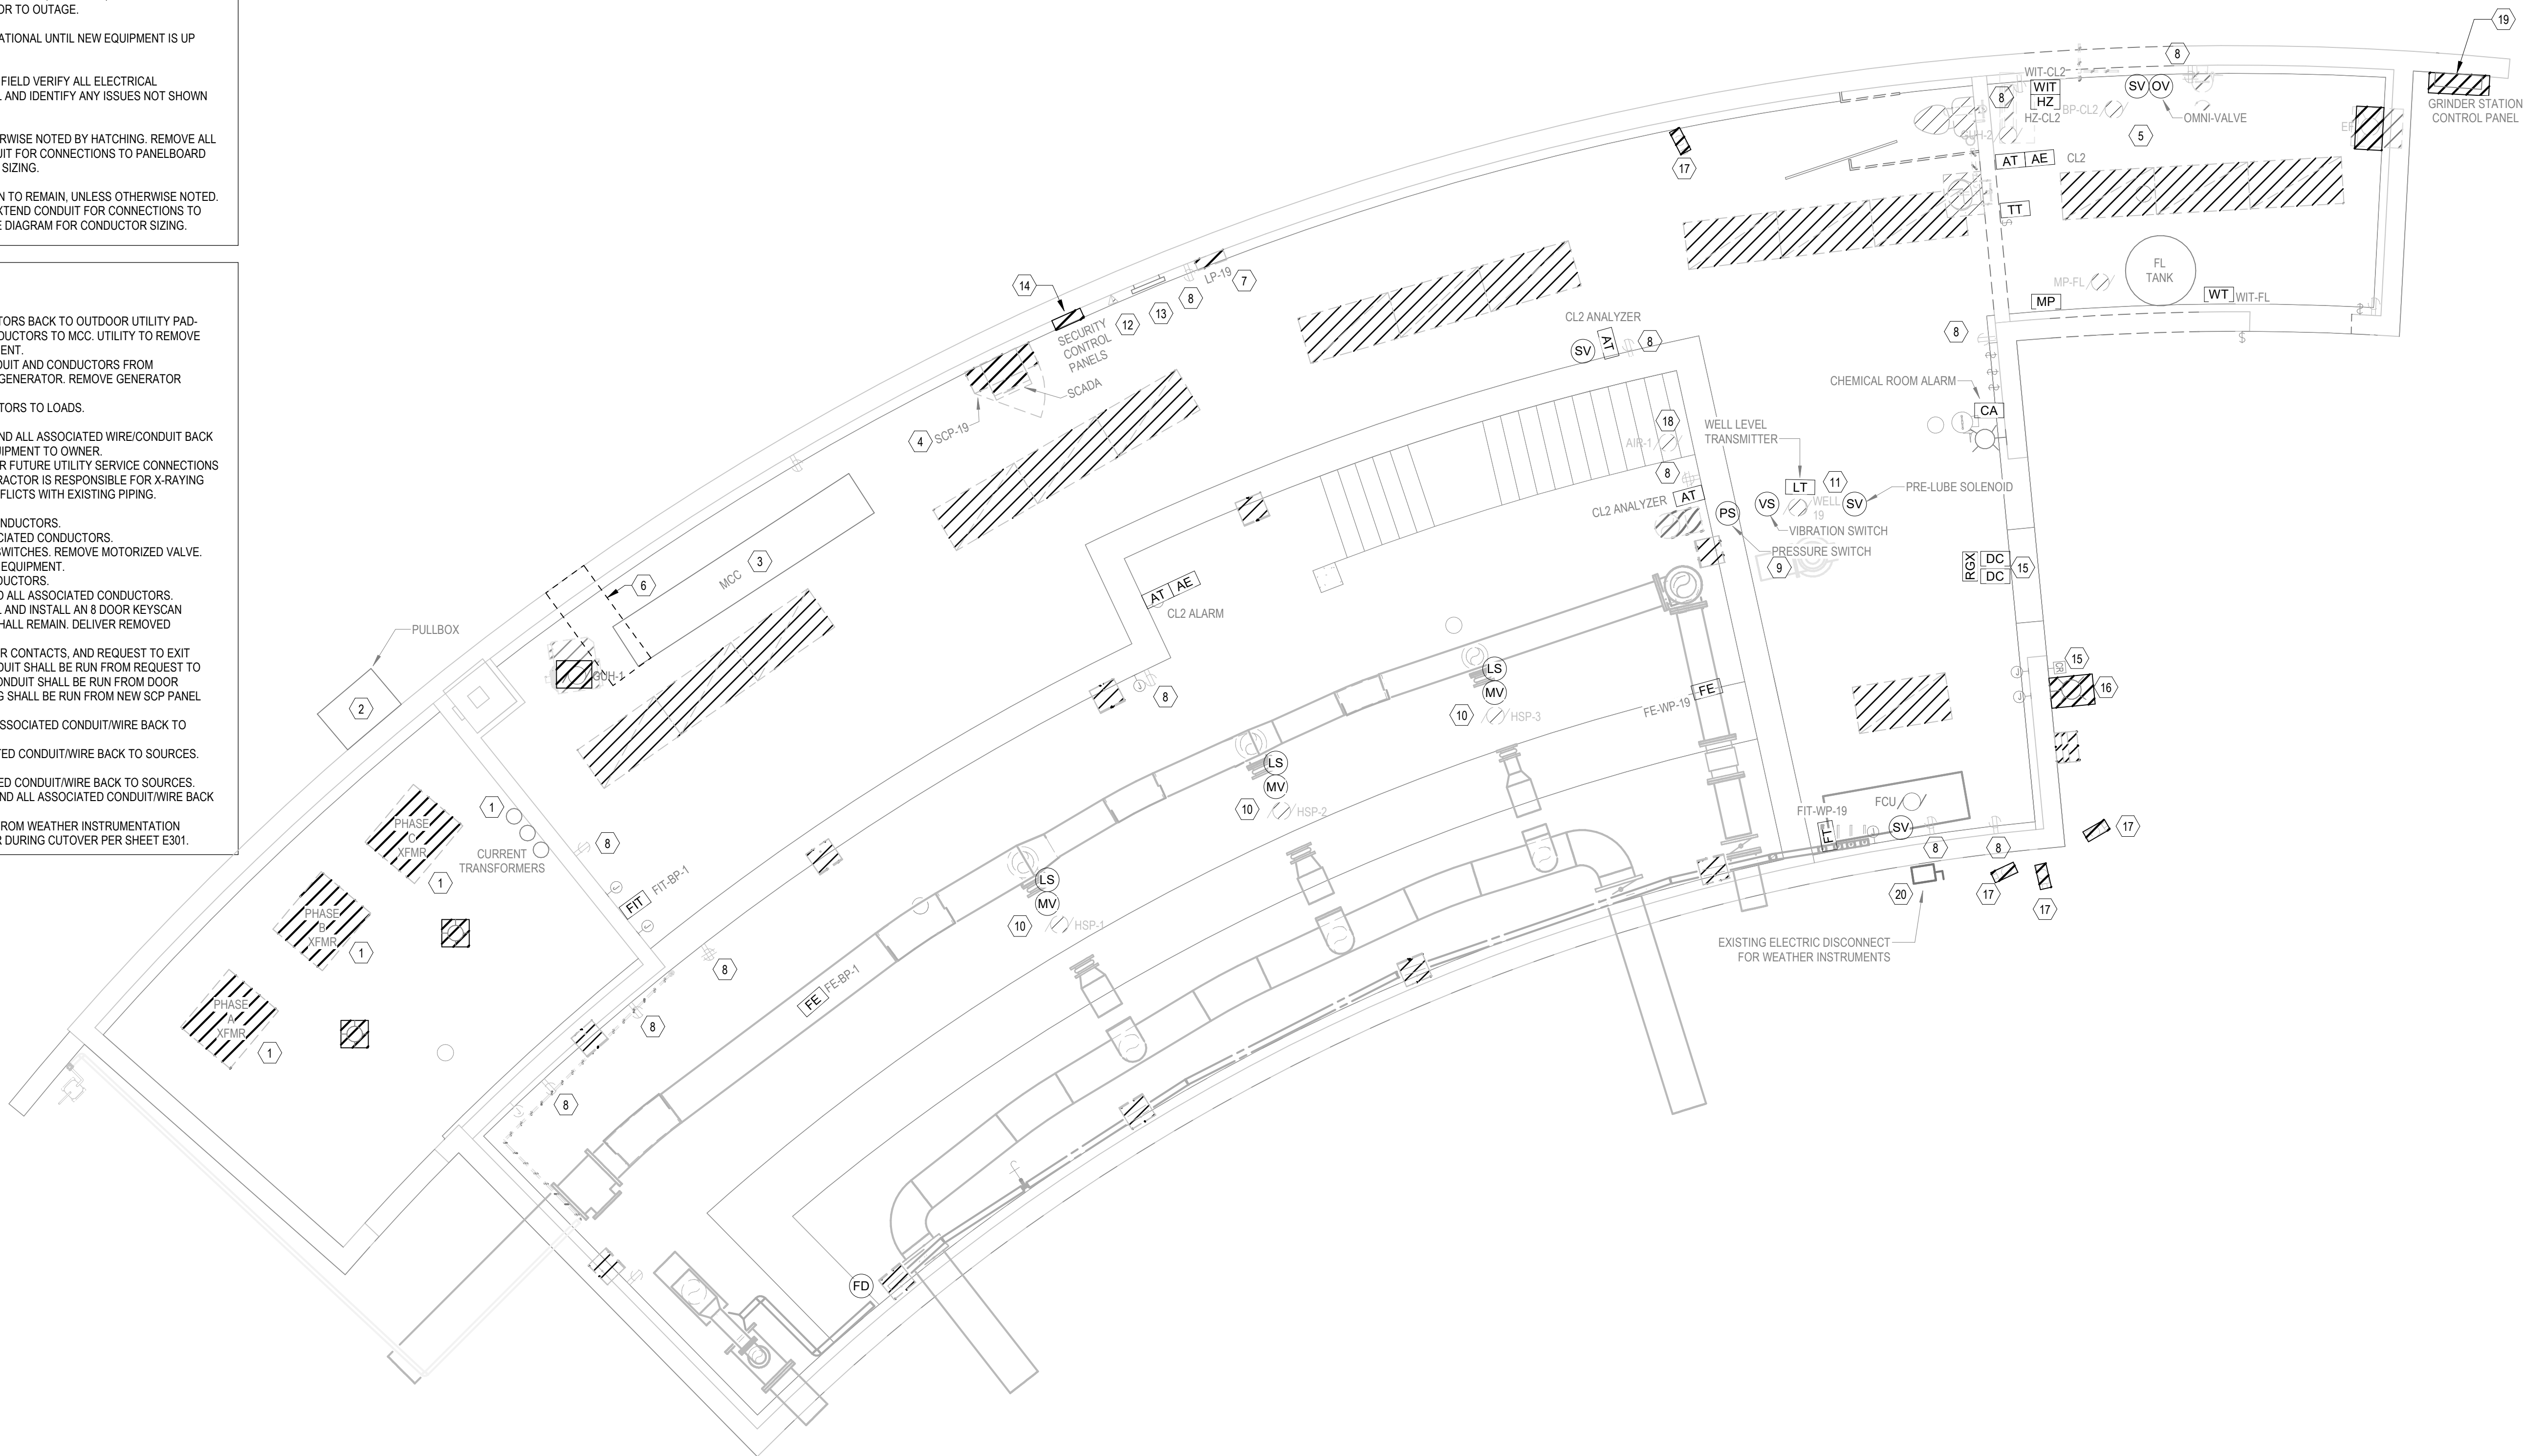 OR TO OUTAGE.
ATIONAL UNTIL NEW EQUIPMENT IS UP
FIELD VERIFY ALL ELECTRICAL
AND IDENTIFY ANY ISSUES NOT SHOWN
RWISE NOTED BY HATCHING. REMOVE ALL
UIT FOR CONNECTIONS TO PANELBOARD
SIZING.
N TO REMAIN, UNLESS OTHERWISE NOTED.
XTEND CONDUIT FOR CONNECTIONS TO
E DIAGRAM FOR CONDUCTOR SIZING.
TORS BACK TO OUTDOOR UTILITY PAD-
DUCTORS TO MCC. UTILITY TO REMOVE
ENT.
DUIT AND CONDUCTORS FROM
GENERATOR. REMOVE GENERATOR
TORS TO LOADS.
ND ALL ASSOCIATED WIRE/CONDUIT BACK
UIPMENT TO OWNER.
R FUTURE UTILITY SERVICE CONNECTIONS
RACTOR IS RESPONSIBLE FOR X-RAYING
FLICTS WITH EXISTING PIPING.
NDUCTORS.
CIATED CONDUCTORS.
SWITCHES. REMOVE MOTORIZED VALVE.
EQUIPMENT.
DUCTORS.
D ALL ASSOCIATED CONDUCTORS.
L AND INSTALL AN 8 DOOR KEYSCAN
HALL REMAIN. DELIVER REMOVED
R CONTACTS, AND REQUEST TO EXIT
DUIT SHALL BE RUN FROM REQUEST TO
ONDUIT SHALL BE RUN FROM DOOR
G SHALL BE RUN FROM NEW SCP PANEL
ASSOCIATED CONDUIT/WIRE BACK TO
TED CONDUIT/WIRE BACK TO SOURCES.
ED CONDUIT/WIRE BACK TO SOURCES.
ND ALL ASSOCIATED CONDUIT/WIRE BACK
ROM WEATHER INSTRUMENTATION
R DURING CUTOVER PER SHEET E301.
19
GRINDER STATION
CONTROL PANEL
8
WIT-CL2
WIT
HZ
HZ-CL2
8
BP-CL2
SV
OV
OMNI-VALVE
5
EF
GUH-2
AT
AE
CL2
TT
17
FL
TANK
MP-FL
MP
WT
WIT-FL
14
12
13
8
LP-19
7
SECURITY
CONTROL
PANELS
SCADA
4
SCP-19
CL2 ANALYZER
SV
AT
8
8
CHEMICAL ROOM ALARM
CA
18
AIR-1
8
CL2 ANALYZER
AT
WELL LEVEL
TRANSMITTER
LT
11
PS
VS
WELL
19
SV
PRE-LUBE SOLENOID
VIBRATION SWITCH
PRESSURE SWITCH
9
RGX
DC
DC
15
MCC
3
6
AT
AE
CL2 ALARM
PULLBOX
2
GUH-1
8
LS
MV
10
HSP-3
FE
FE-WP-19
15
CR
16
LS
MV
10
HSP-2
FCU
FIT-WP-19
FIT
SV
8
8
17
17
17
20
EXISTING ELECTRIC DISCONNECT
FOR WEATHER INSTRUMENTS
PHASE
C
XFMR
1
1
CURRENT
TRANSFORMERS
8
FIT
FIT-BP-1
LS
MV
10
HSP-1
PHASE
B
XFMR
1
8
FE
FE-BP-1
PHASE
A
XFMR
1
8
8
FD